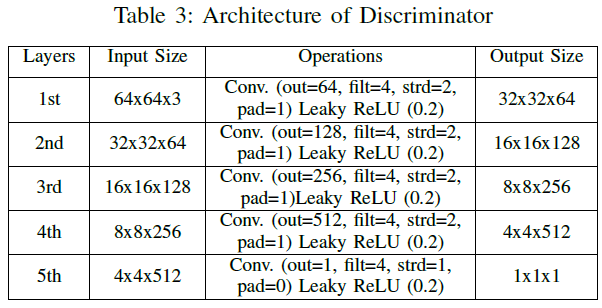 Table 3: Architecture of Discriminator
Layers Input Size Operations Output Size
1st 64x64x3 Conv. (out=64, filt=4, strd=2, pad=1) Leaky ReLU (0.2) 32x32x64
2nd 32x32x64 Conv. (out=128, filt=4, strd=2, pad=1) Leaky ReLU (0.2) 16x16x128
3rd 16x16x128 Conv. (out=256, filt=4, strd=2, pad=1)Leaky ReLU (0.2) 8x8x256
4th 8x8x256 Conv. (out=512, filt=4, strd=2, pad=1) Leaky ReLU (0.2) 4x4x512
5th 4x4x512 Conv. (out=1, filt=4, strd=1, pad=0) Leaky ReLU (0.2) 1x1x1